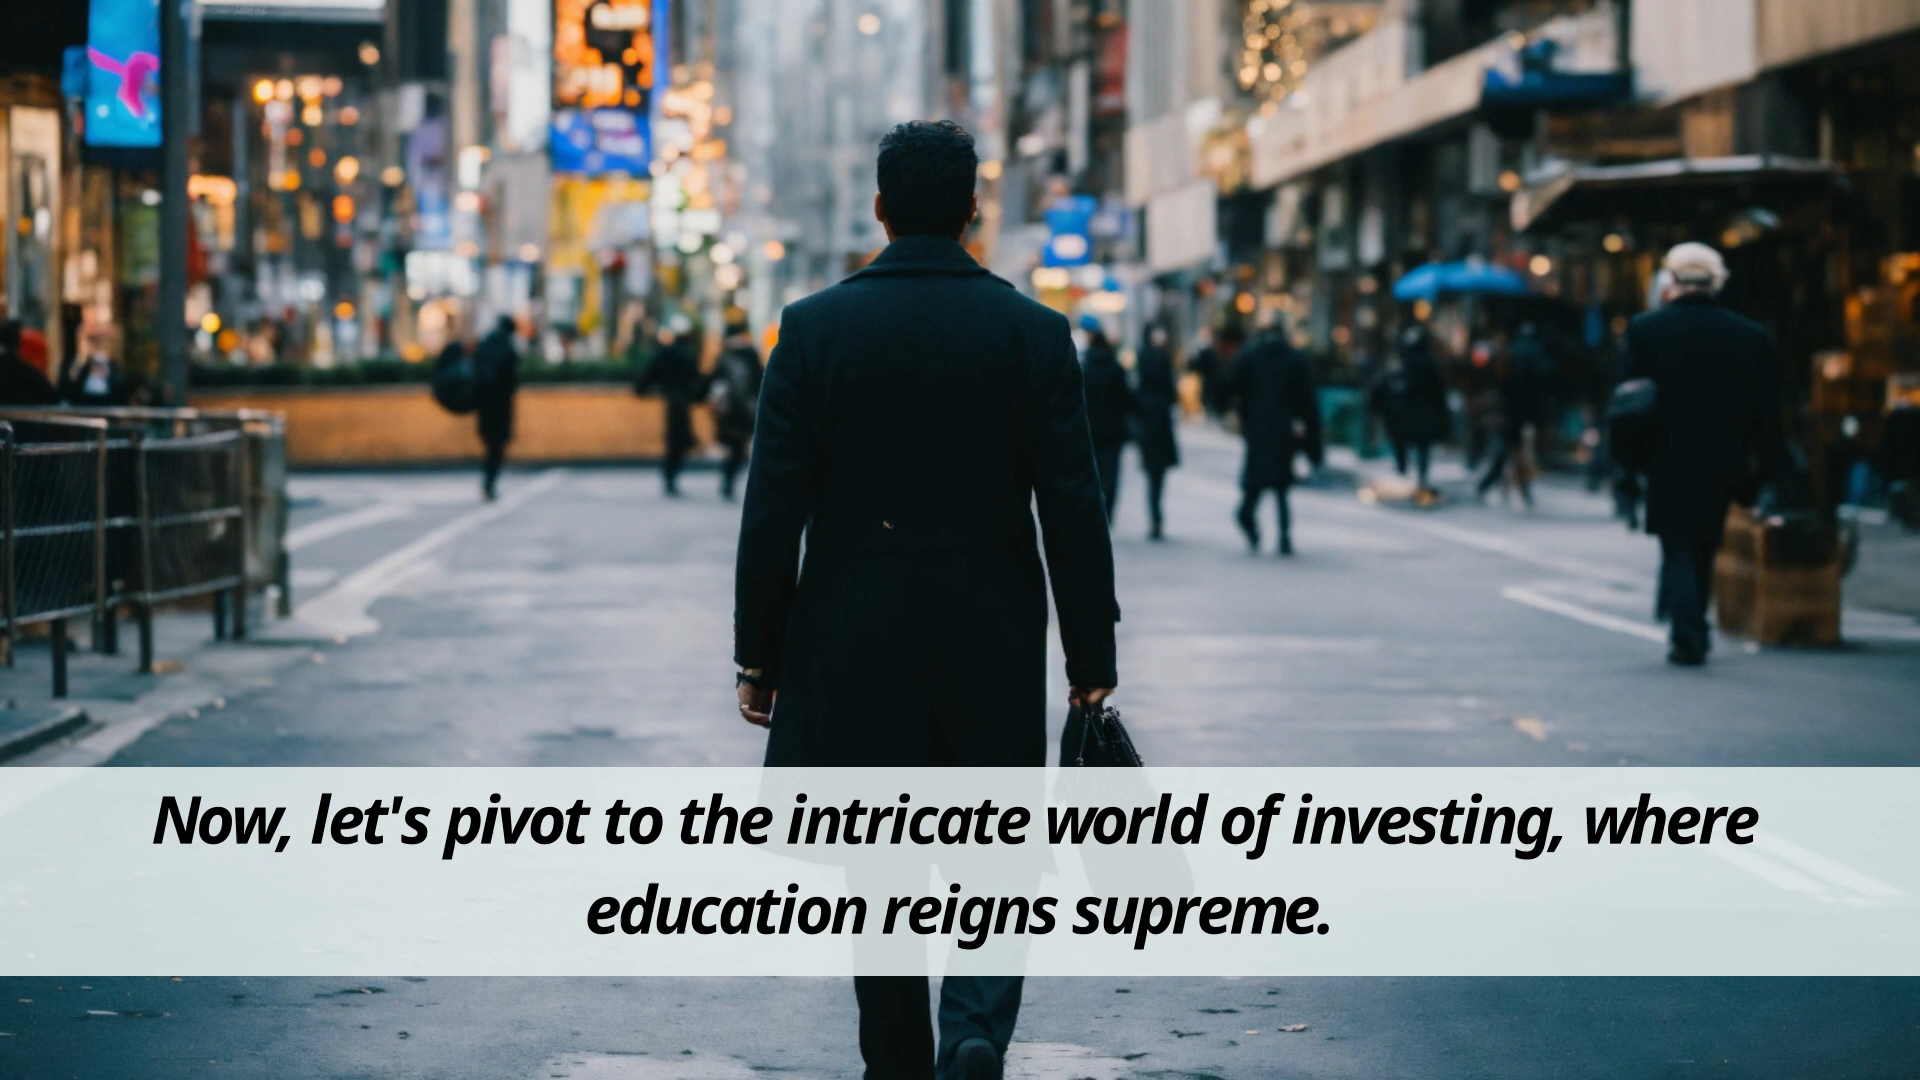 Now, let's pivot to the intricate world of investing, where
education reigns supreme.